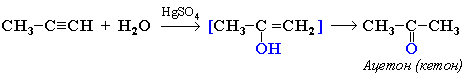 HgSO₄
CH₃–C≡CH + H₂O ⟶ [CH₃–C=CH₂] ⟶ CH₃–C–CH₃
OH O
Ацетон (кетон)